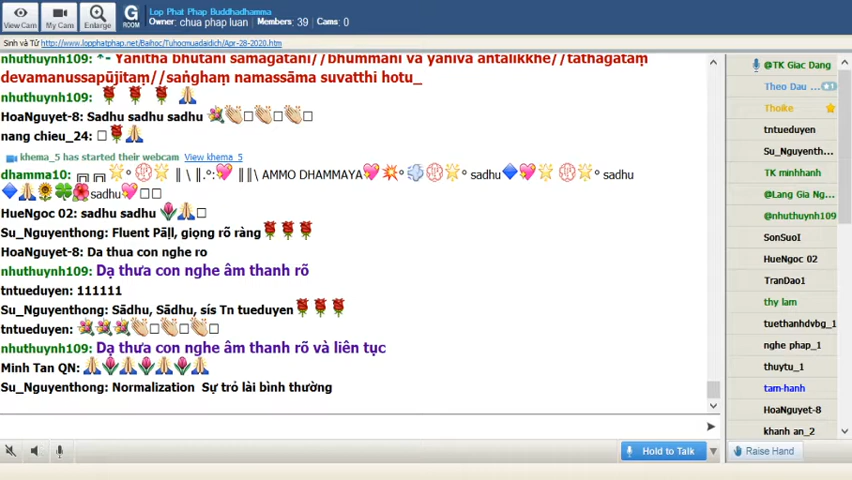 Lop Phat Phap Buddhadhamma
Owner: chua phap luan Members: 39 Cams: 0
View Cam My Cam Enlarge G ROOM
Sinh và Tử http://www.lopphatphap.net/Baihoc/Tuhocmuadaidich/Apr-28-2020.htm
nhuthuynh109: *- Yānītha bhūtāni samāgatāni//bhummāni vā yāniva antalikkhe//tathāgataṃ
devamanussapūjitaṃ//saṅghaṃ namassāma suvatthi hotu_
nhuthuynh109:
HoaNguyet-8: Sadhu sadhu sadhu
nang chieu_24:
khema_5 has started their webcam View khema_5
dhamma10: AMMO DHAMMAYA sadhu sadhu
sadhu
HueNgoc 02: sadhu sadhu
Su_Nguyenthong: Fluent Pāḷi, giọng rõ ràng
HoaNguyet-8: Da thua con nghe ro
nhuthuynh109: Dạ thưa con nghe âm thanh rõ
tntueduyen: 111111
Su_Nguyenthong: Sādhu, Sādhu, sís Tn tueduyen
tntueduyen:
nhuthuynh109: Dạ thưa con nghe âm thanh rõ và liên tục
Minh Tan QN:
Su_Nguyenthong: Normalization Sự trỏ lài bình thường
Hold to Talk
Raise Hand
@TK Giac Dang
Theo Dau ... 1
Thoike
tntueduyen
Su_Nguyenth...
TK minhhanh
@Lang Gia Ng...
@nhuthuynh109
SonSuoI
HueNgoc 02
TranDao1
thy lam
tuethanhdvbg_1
nghe phap_1
thuytu_1
tam-hanh
HoaNguyet-8
khanh an_2